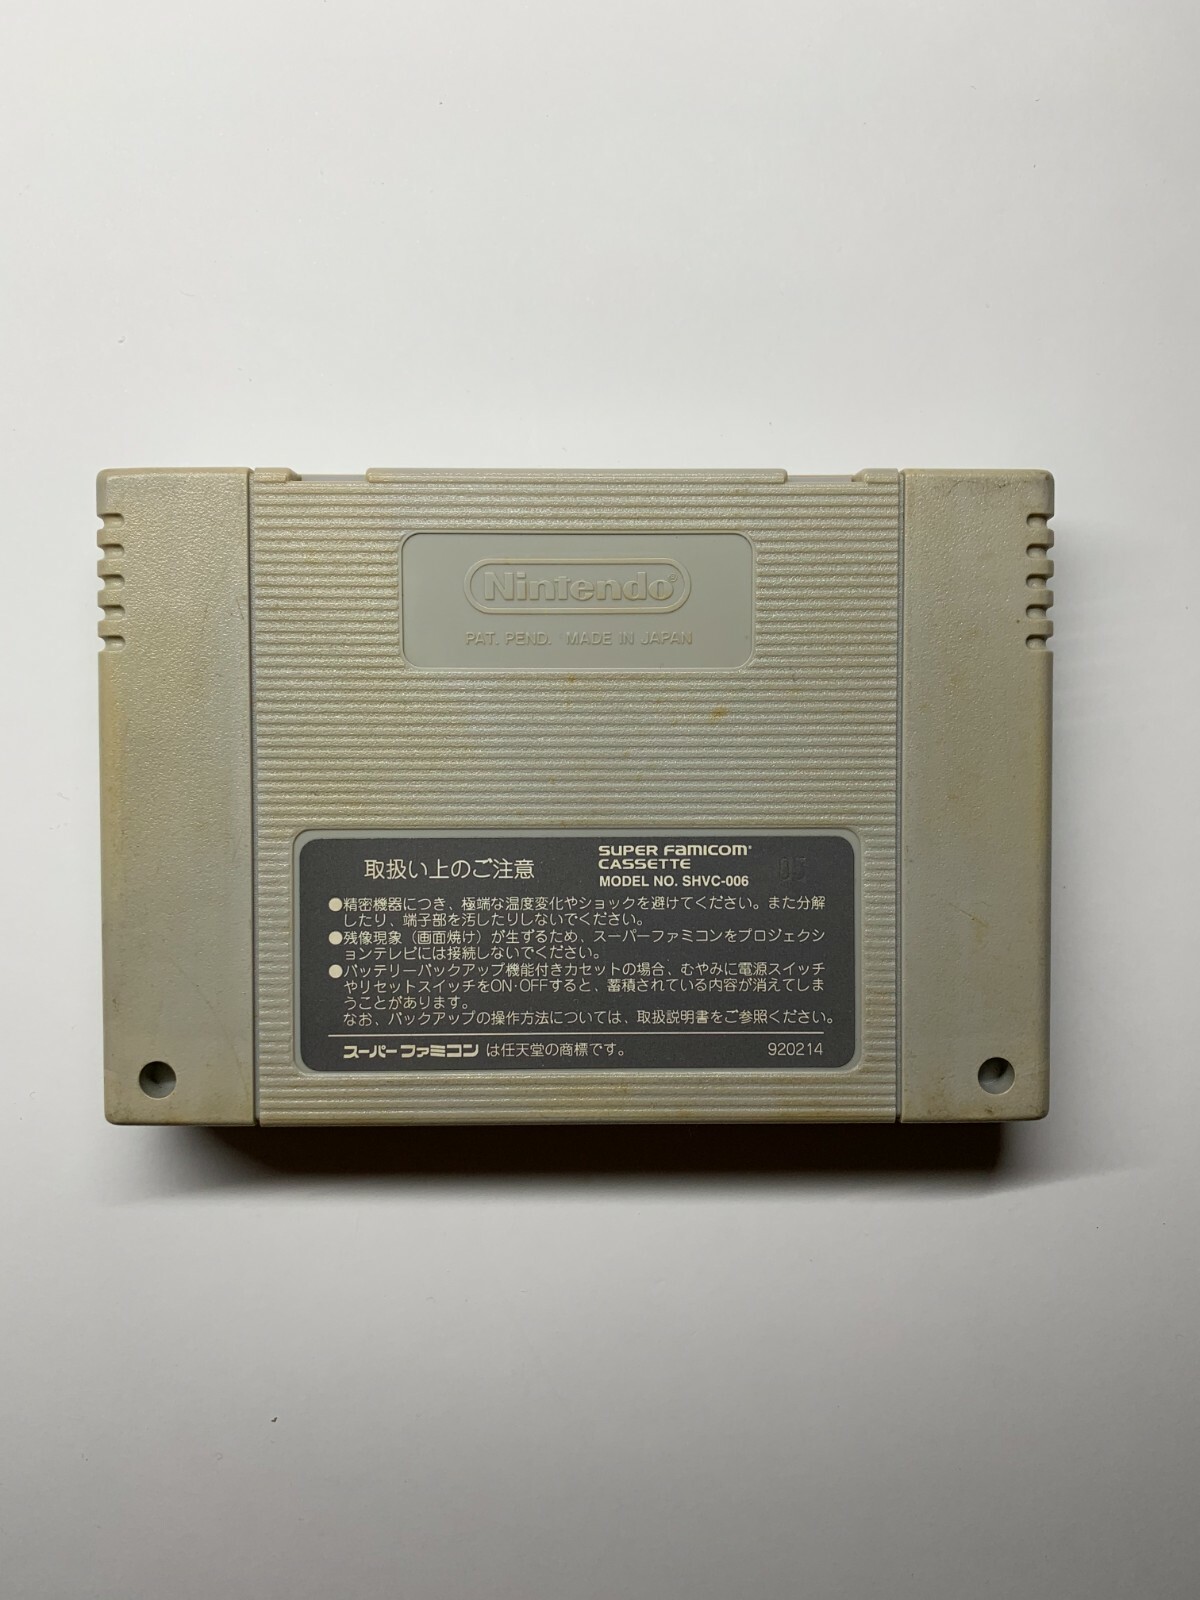 Nintendo®
PAT. PEND. MADE IN JAPAN
取扱い上のご注意
SUPER FAMICOM®
CASSETTE
MODEL NO. SHVC-006
05
●精密機器につき、極端な温度変化やショックを避けてください。また分解
したり、端子部を汚したりしないでください。
●残像現象（画面焼け）が生ずるため、スーパーファミコンをプロジェクシ
ョンテレビには接続しないでください。
●バッテリーバックアップ機能付きカセットの場合、むやみに電源スイッチ
やリセットスイッチをON・OFFすると、蓄積されている内容が消えてしま
うことがあります。
なお、バックアップの操作方法については、取扱説明書をご参照ください。
スーパーファミコンは任天堂の商標です。
920214